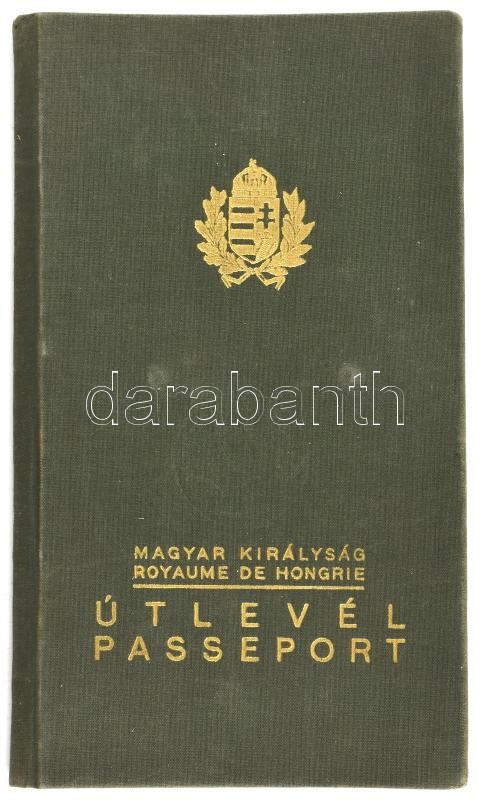 darabanth
MAGYAR KIRÁLYSÁG
ROYAUME DE HONGRIE
ÚTLEVÉL
PASSEPORT